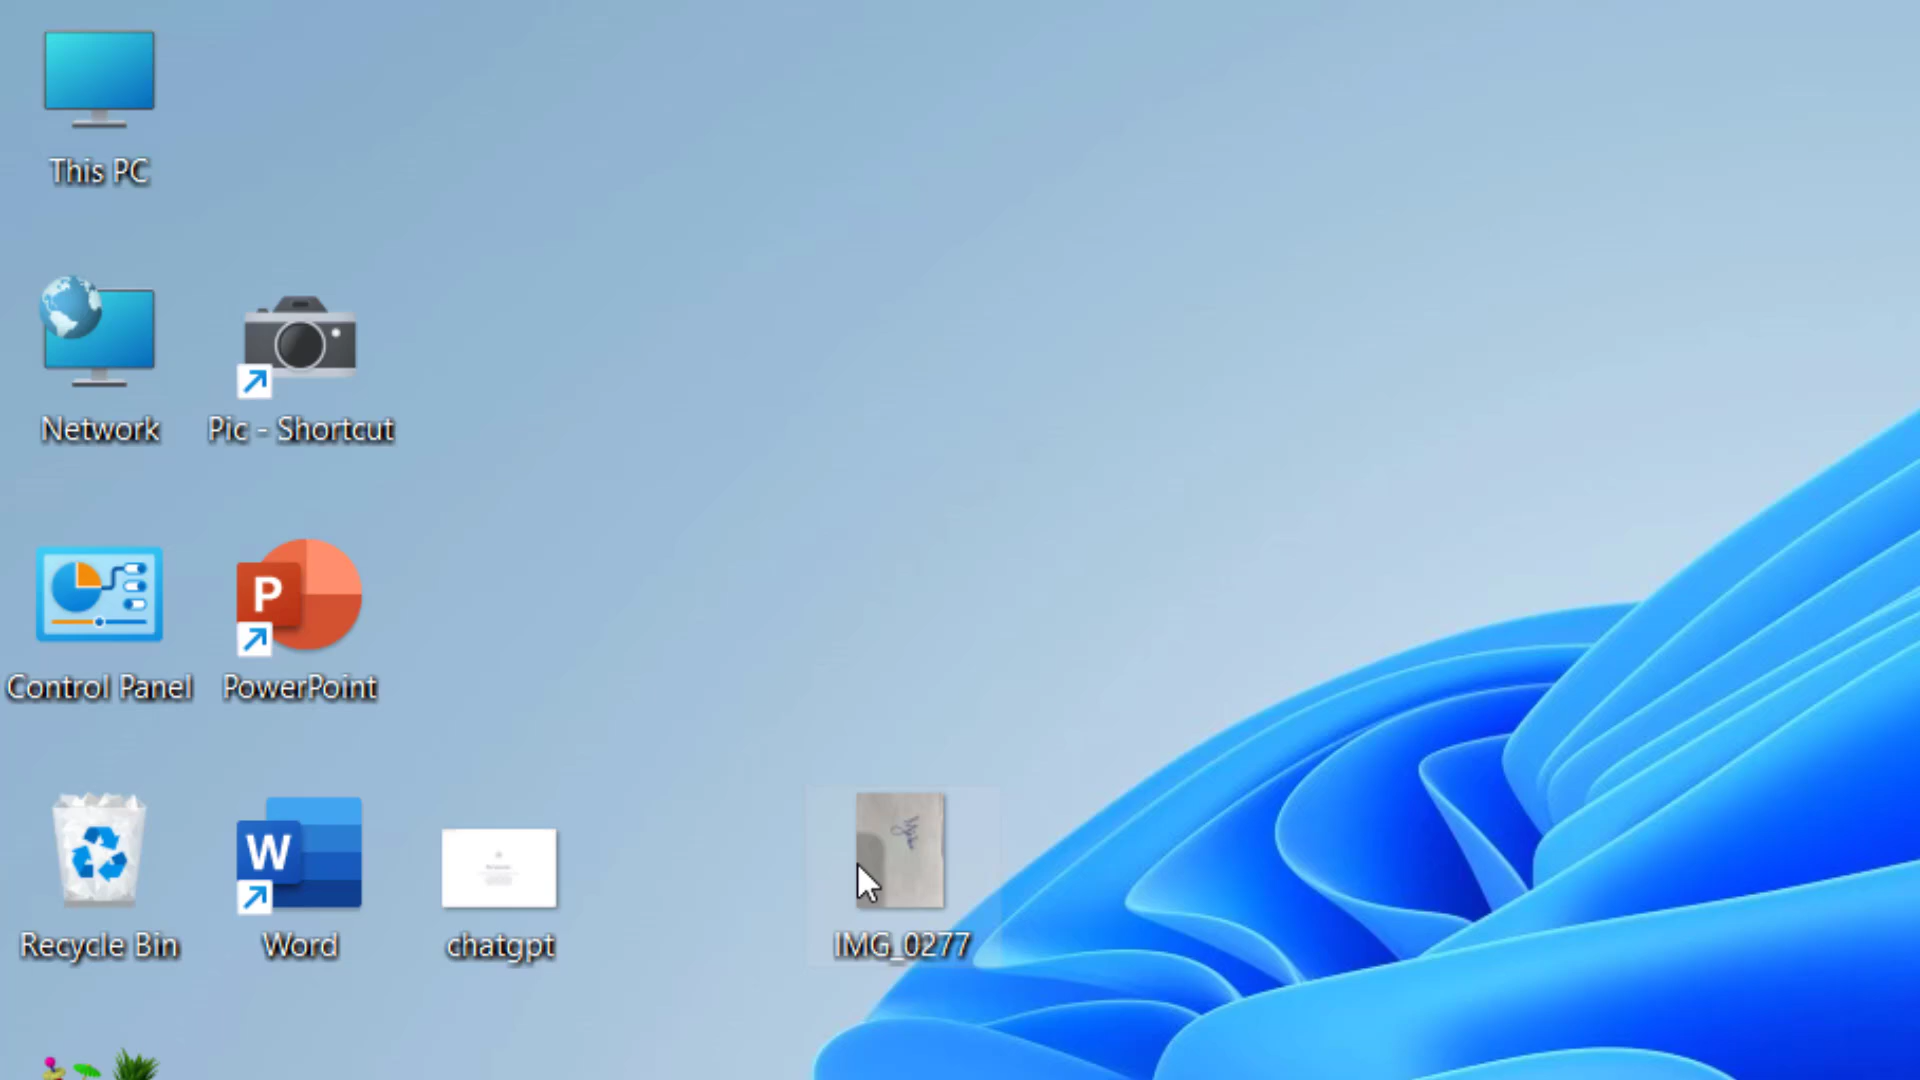 This PC
Network
Pic - Shortcut
Control Panel
P
PowerPoint
W
Recycle Bin
Word
chatgpt
IMG_0277